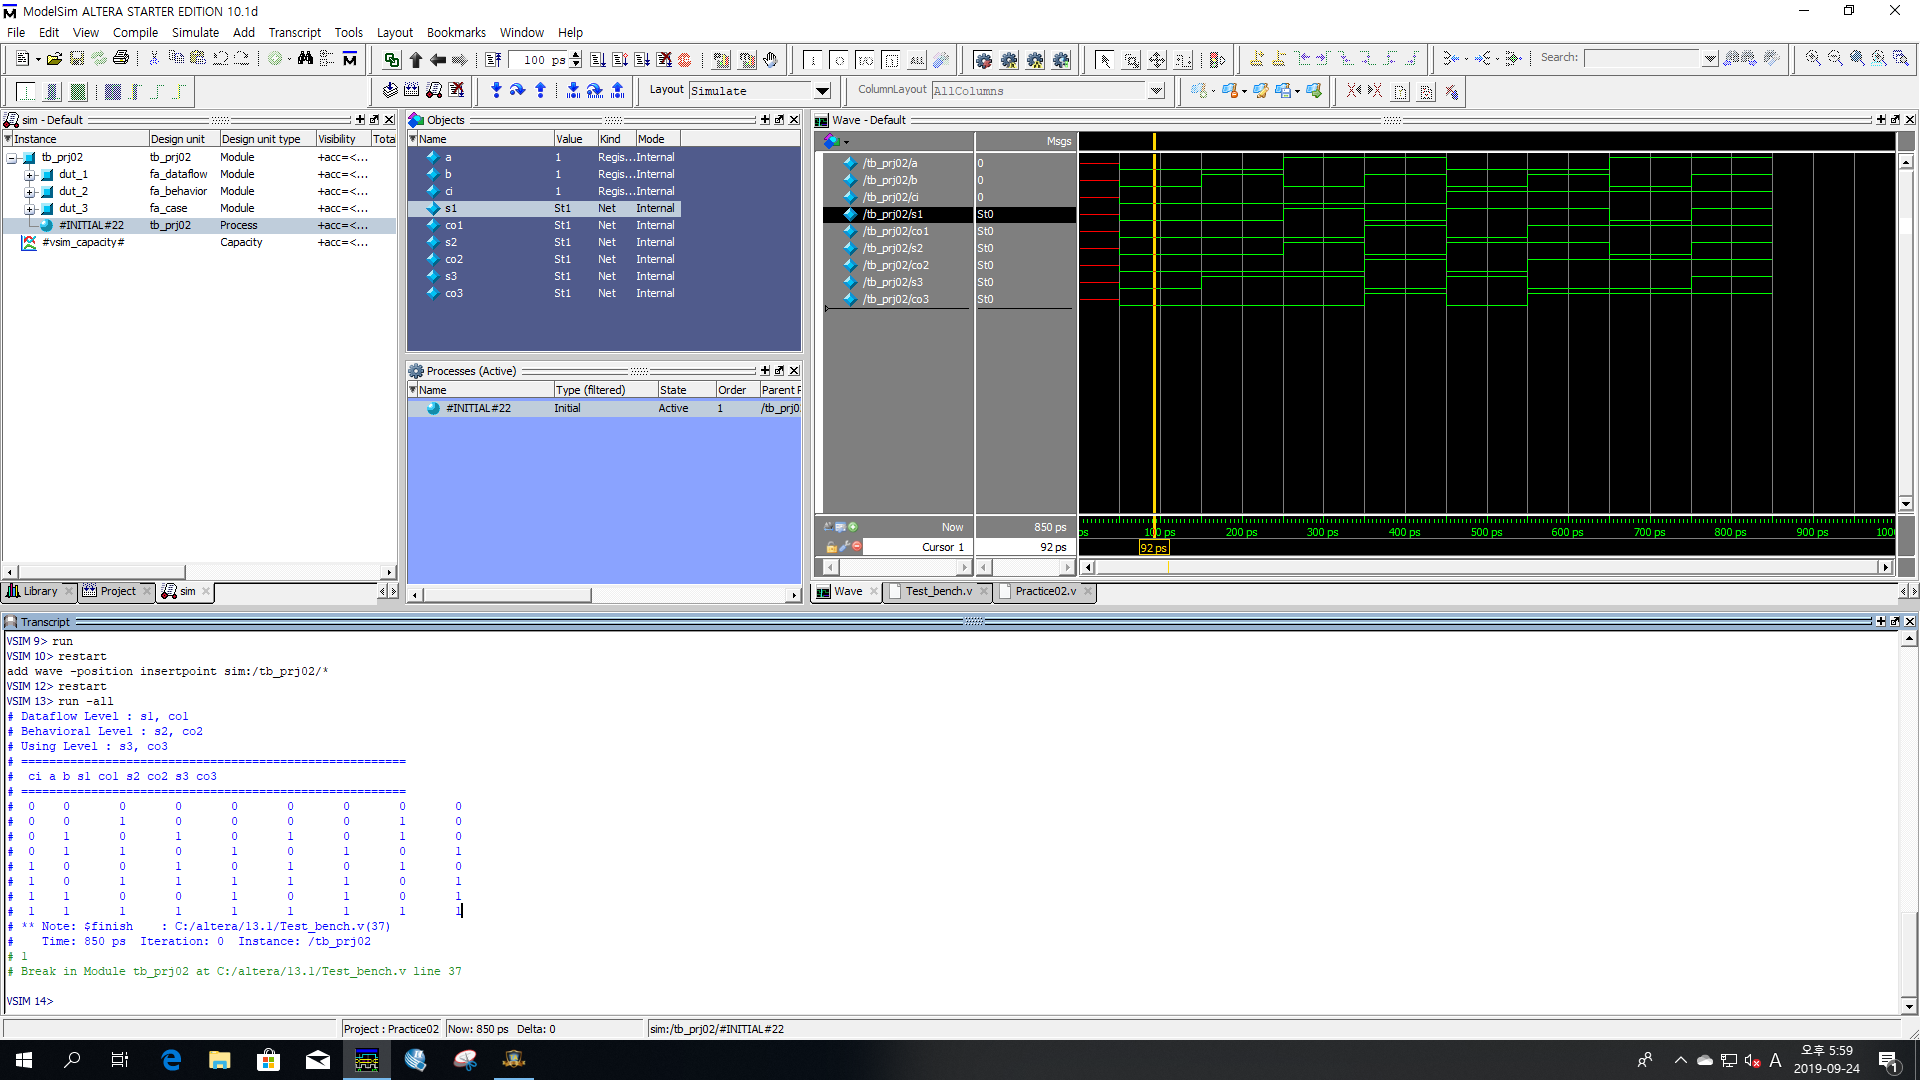 ModelSim ALTERA STARTER EDITION 10.1d
File Edit View Compile Simulate Add Transcript Tools Layout Bookmarks Window Help
100 ps
ALL
Search:
Layout Simulate
ColumnLayout AllColumns
sim - Default
Instance Design unit Design unit type Visibility Tota
tb_prj02 tb_prj02 Module +acc=<...
dut_1 fa_dataflow Module +acc=<...
dut_2 fa_behavior Module +acc=<...
dut_3 fa_case Module +acc=<...
#INITIAL#22 tb_prj02 Process +acc=<...
#vsim_capacity# Capacity +acc=<...
Library Project sim
Objects
Name Value Kind Mode
a 1 Regis... Internal
b 1 Regis... Internal
ci 1 Regis... Internal
s1 St1 Net Internal
co1 St1 Net Internal
s2 St1 Net Internal
co2 St1 Net Internal
s3 St1 Net Internal
co3 St1 Net Internal
Processes (Active)
Name Type (filtered) State Order Parent F
#INITIAL#22 Initial Active 1 /tb_prj0
Wave - Default
Msgs
/tb_prj02/a 0
/tb_prj02/b 0
/tb_prj02/ci 0
/tb_prj02/s1 St0
/tb_prj02/co1 St0
/tb_prj02/s2 St0
/tb_prj02/co2 St0
/tb_prj02/s3 St0
/tb_prj02/co3 St0
Now 850 ps
ps 100 ps 200 ps 300 ps 400 ps 500 ps 600 ps 700 ps 800 ps 900 ps 100
Cursor 1 92 ps
92 ps
Wave Test_bench.v Practice02.v
Transcript
VSIM 9> run
VSIM 10> restart
add wave -position insertpoint sim:/tb_prj02/*
VSIM 12> restart
VSIM 13> run -all
# Dataflow Level : s1, co1
# Behavioral Level : s2, co2
# Using Level : s3, co3
# =======================================================
# ci a b s1 co1 s2 co2 s3 co3
# =======================================================
# 0 0 0 0 0 0 0 0 0
# 0 0 1 0 0 0 0 1 0
# 0 1 0 1 0 1 0 1 0
# 0 1 1 0 1 0 1 0 1
# 1 0 0 1 0 1 0 1 0
# 1 0 1 1 1 1 1 0 1
# 1 1 0 0 1 0 1 0 1
# 1 1 1 1 1 1 1 1 1
# ** Note: $finish : C:/altera/13.1/Test_bench.v(37)
# Time: 850 ps Iteration: 0 Instance: /tb_prj02
# 1
# Break in Module tb_prj02 at C:/altera/13.1/Test_bench.v line 37
VSIM 14>
Project : Practice02 Now: 850 ps Delta: 0 sim:/tb_prj02/#INITIAL#22
A
오후 5:59
2019-09-24
1